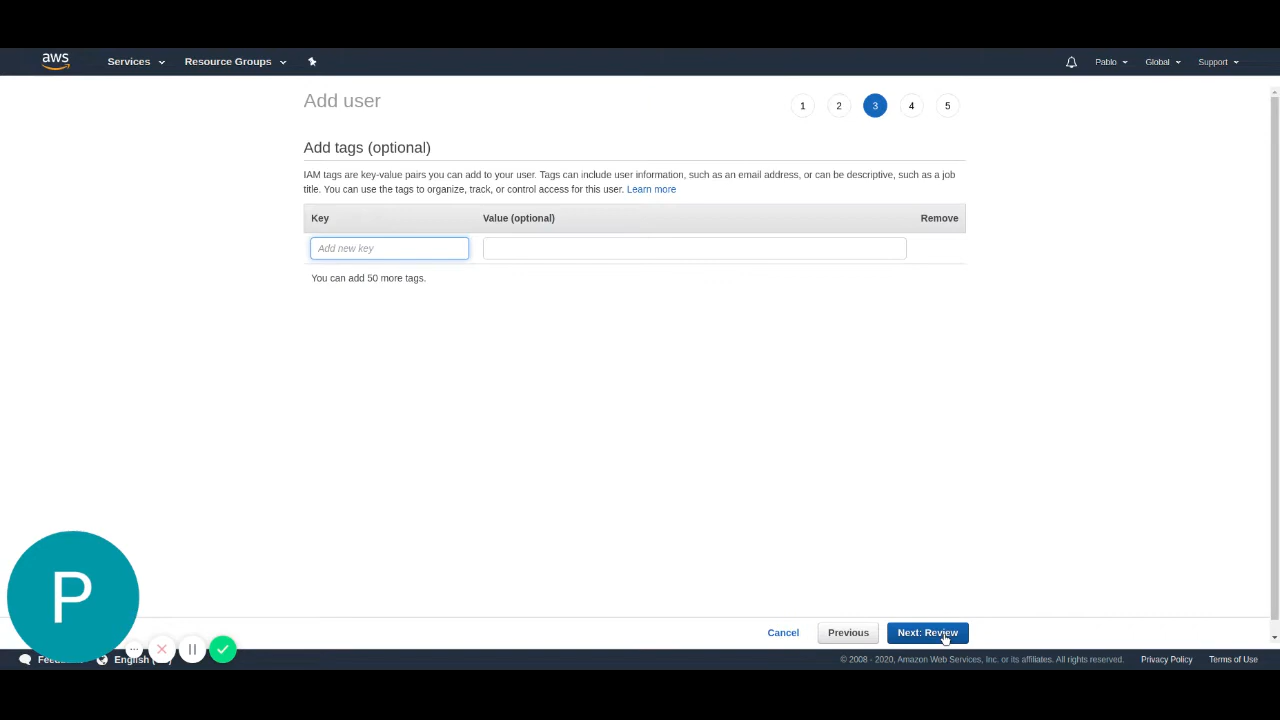 aws Services Resource Groups Pablo Global Support
Add user 1 2 3 4 5
Add tags (optional)
IAM tags are key-value pairs you can add to your user. Tags can include user information, such as an email address, or can be descriptive, such as a job
title. You can use the tags to organize, track, or control access for this user. Learn more
Key Value (optional) Remove
Add new key
You can add 50 more tags.
P
Cancel Previous Next: Review
English © 2008 - 2020, Amazon Web Services, Inc. or its affiliates. All rights reserved. Privacy Policy Terms of Use